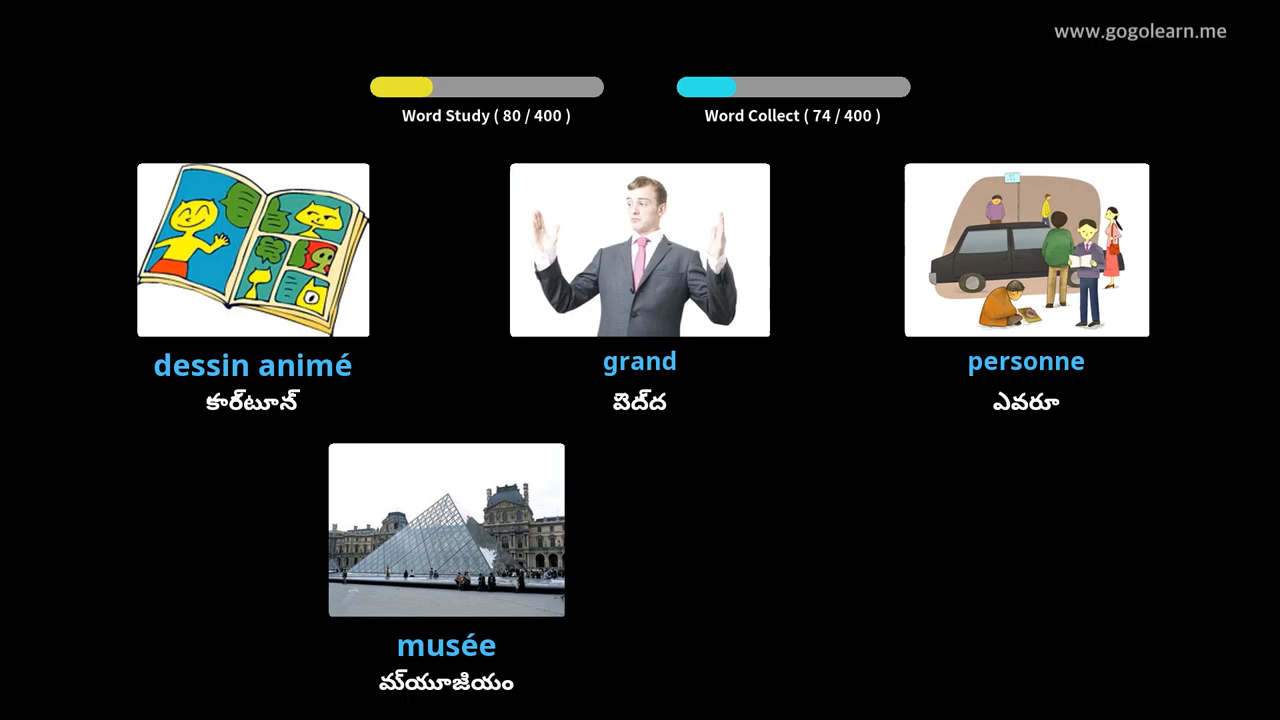 www.gogolearn.me
Word Study ( 80 / 400 )
Word Collect ( 74 / 400 )
dessin animé
కార్‌టూన్
grand
పెద్‌ద
personne
ఎవరూ
musée
మ్‌యూజియం